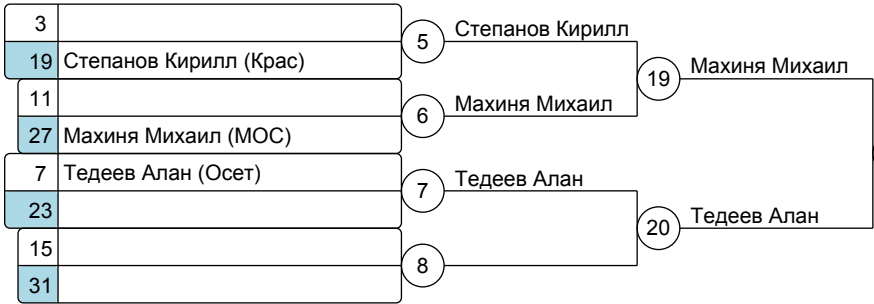 3
5
Степанов Кирилл
19 Степанов Кирилл (Крас)
19
Махиня Михаил
11
6
Махиня Михаил
27 Махиня Михаил (МОС)
7 Тедеев Алан (Осет)
7
Тедеев Алан
23
20
Тедеев Алан
15
8
31